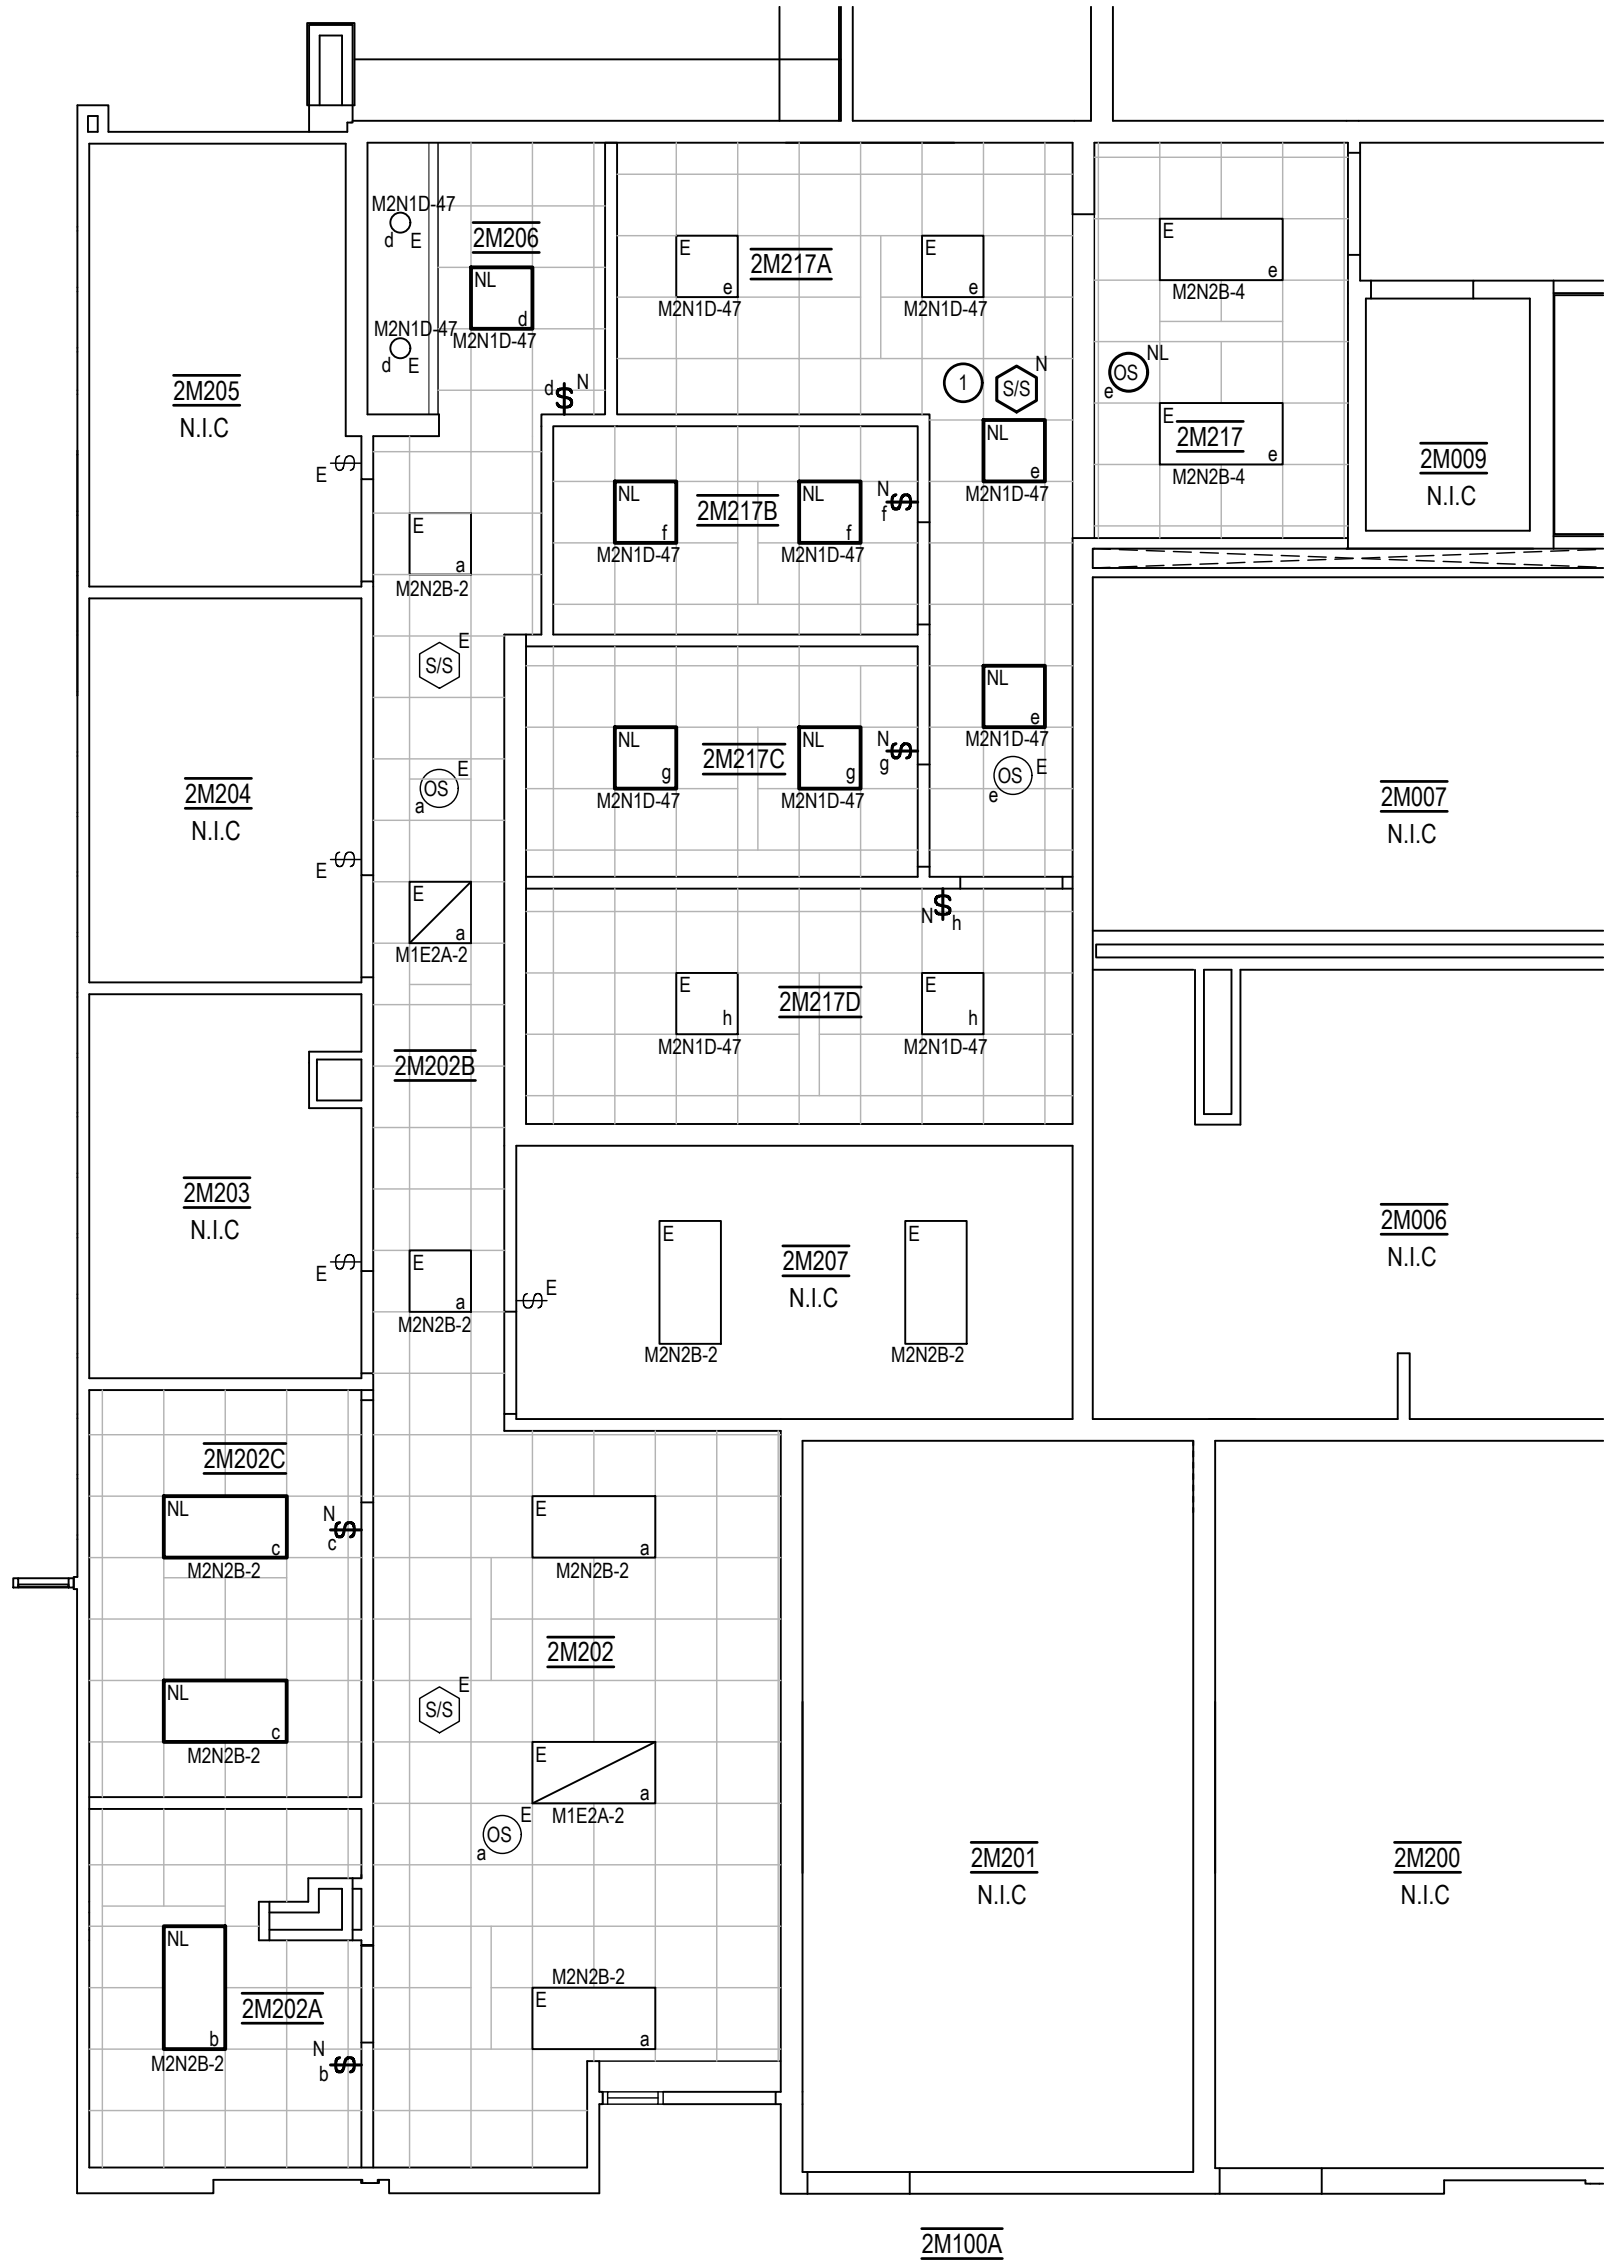 M2N1D-47
d E
2M206
NL
d
M2N1D-47
M2N1D-47
d E
d $ N
E
e
M2N1D-47
2M217A
E
e
M2N1D-47
E
e
M2N2B-4
1
S/S N
OS NL
e
E
2M217
e
M2N2B-4
NL
e
M2N1D-47
2M205
N.I.C
E $
2M009
N.I.C
NL
f
M2N1D-47
2M217B
NL
f
M2N1D-47
N
f $
E
a
M2N2B-2
S/S E
NL
e
M2N1D-47
OS E
e
NL
g
M2N1D-47
2M217C
NL
g
M2N1D-47
N
g $
2M204
N.I.C
E $
OS E
a
2M007
N.I.C
E
a
M1E2A-2
N $ h
E
h
M2N1D-47
2M217D
E
h
M2N1D-47
2M202B
2M203
N.I.C
E $
E
a
M2N2B-2
$ E
E
M2N2B-2
2M207
N.I.C
E
M2N2B-2
2M006
N.I.C
2M202C
NL
c
M2N2B-2
N
c $
E
a
M2N2B-2
2M202
NL
c
M2N2B-2
S/S E
E
a
M1E2A-2
OS E
a
2M201
N.I.C
2M200
N.I.C
NL
b
M2N2B-2
2M202A
N
b $
M2N2B-2
E
a
2M100A